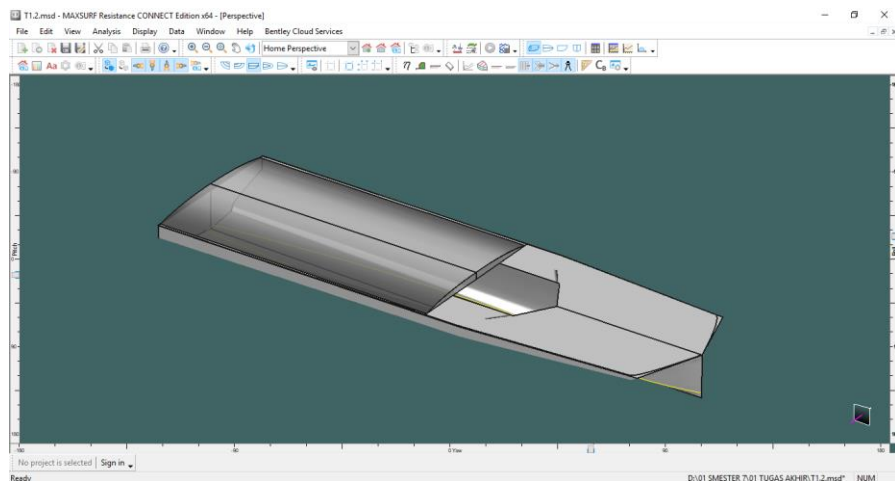 T1.2.msd - MAXSURF Resistance CONNECT Edition x64 - [Perspective]
File Edit View Analysis Display Data Window Help Bentley Cloud Services
Home Perspective
Pitch
0 Yaw
No project is selected Sign in
Ready D:\01 SMESTER 7\01 TUGAS AKHIR\T1.2.msd* NUM